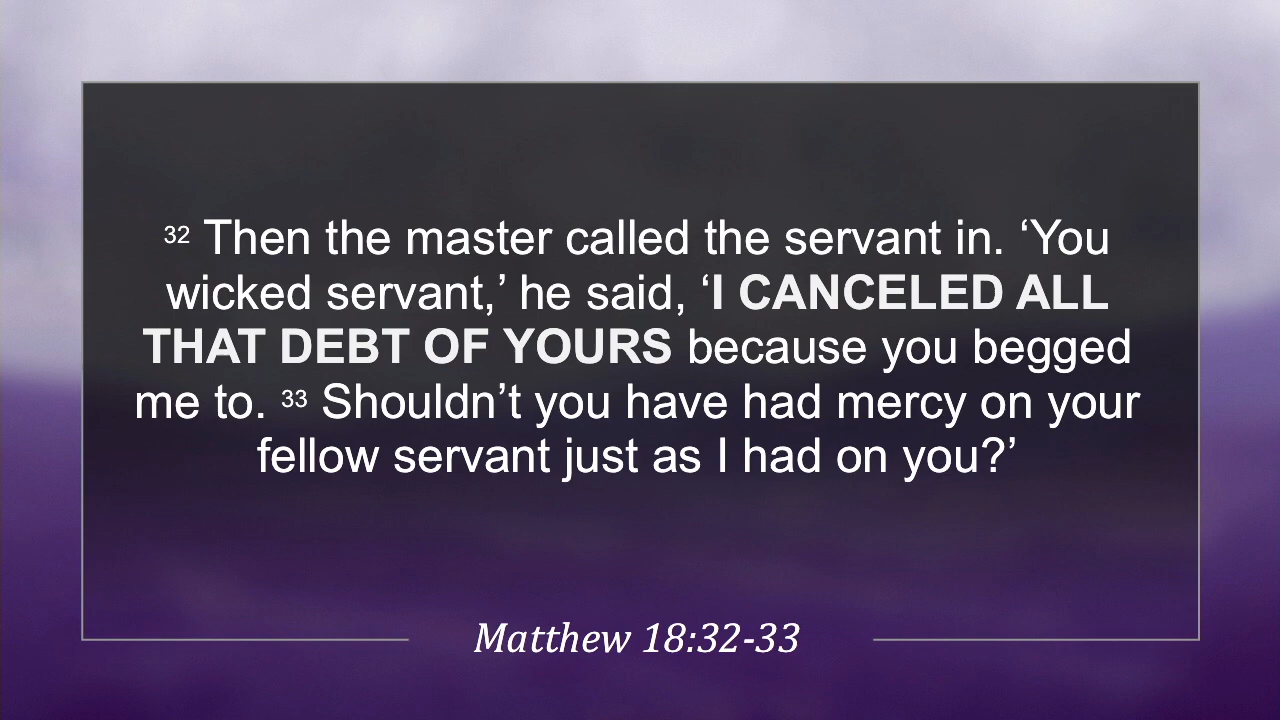 32 Then the master called the servant in. ‘You
wicked servant,’ he said, ‘I CANCELED ALL
THAT DEBT OF YOURS because you begged
me to. 33 Shouldn’t you have had mercy on your
fellow servant just as I had on you?’
Matthew 18:32-33